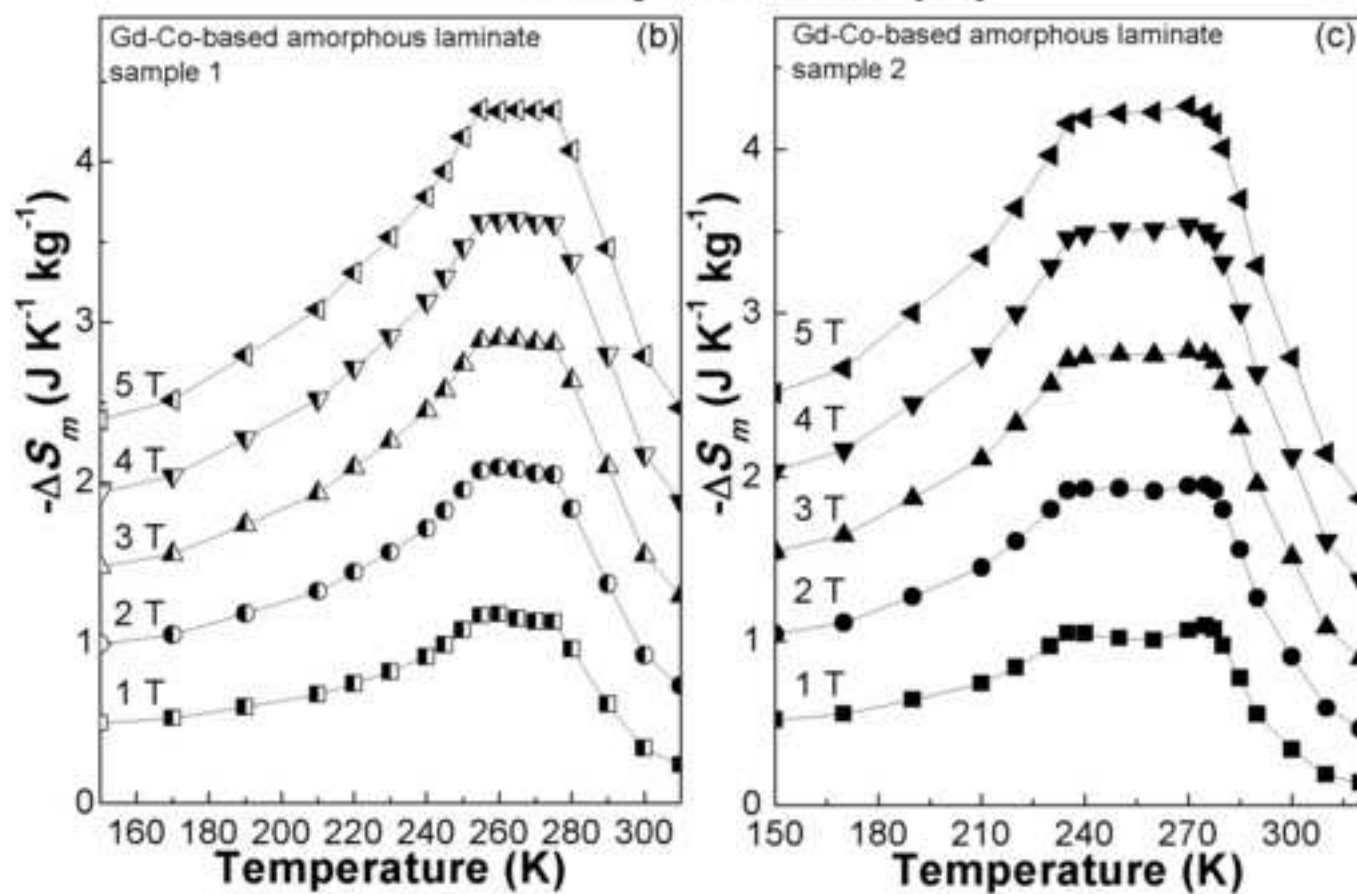 Gd-Co-based amorphous laminate
sample 1
(b)
4
3
2
1
0
-ΔSm (J K-1 kg-1)
5 T
4 T
3 T
2 T
1 T
160 180 200 220 240 260 280 300
Temperature (K)
Gd-Co-based amorphous laminate
sample 2
(c)
4
3
2
1
0
-ΔSm (J K-1 kg-1)
5 T
4 T
3 T
2 T
1 T
150 180 210 240 270 300
Temperature (K)